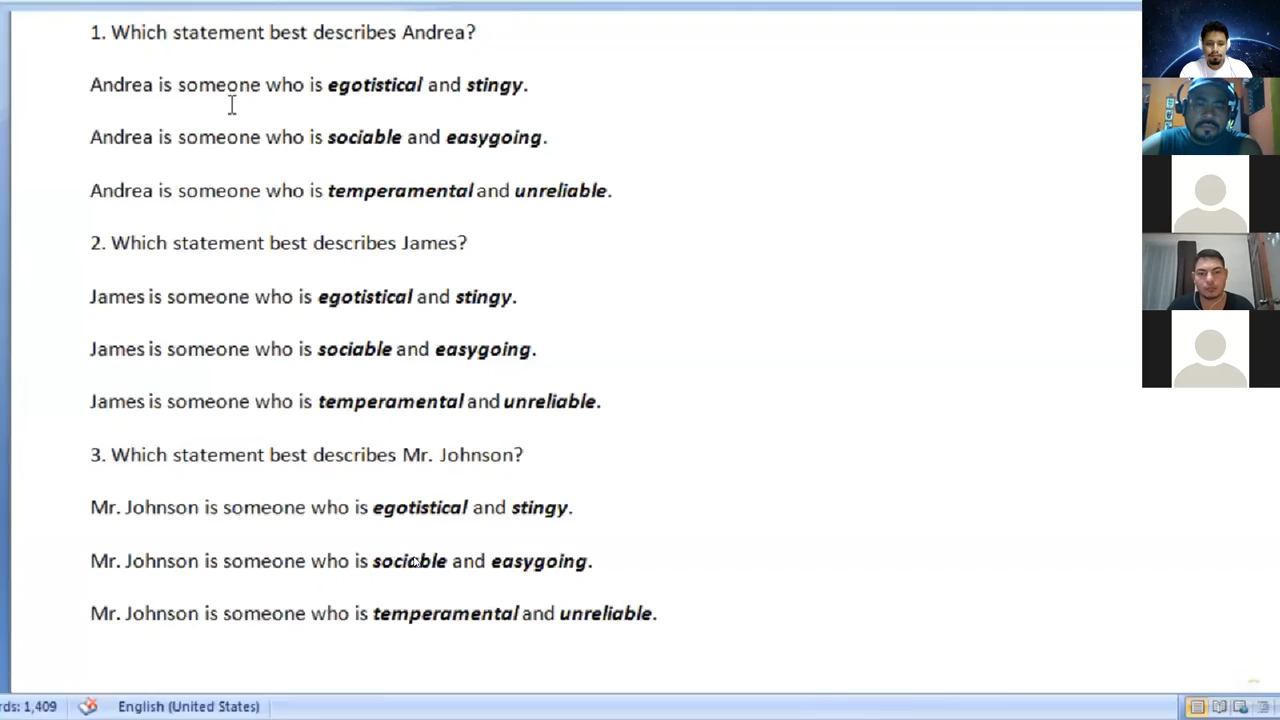 1. Which statement best describes Andrea?
Andrea is someone who is egotistical and stingy.
Andrea is someone who is sociable and easygoing.
Andrea is someone who is temperamental and unreliable.
2. Which statement best describes James?
James is someone who is egotistical and stingy.
James is someone who is sociable and easygoing.
James is someone who is temperamental and unreliable.
3. Which statement best describes Mr. Johnson?
Mr. Johnson is someone who is egotistical and stingy.
Mr. Johnson is someone who is sociable and easygoing.
Mr. Johnson is someone who is temperamental and unreliable.
rds: 1,409 English (United States)